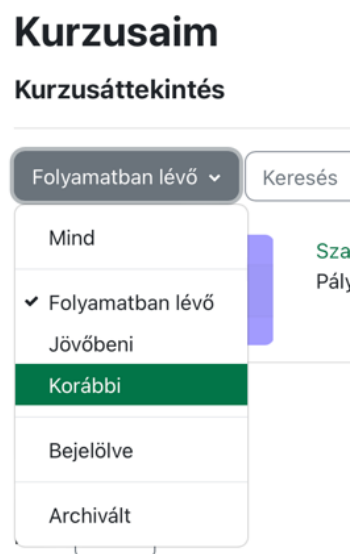 Kurzusaim
Kurzusáttekintés
Folyamatban lévő
Keresés
Mind
Folyamatban lévő
Jövőbeni
Korábbi
Bejelölve
Archivált